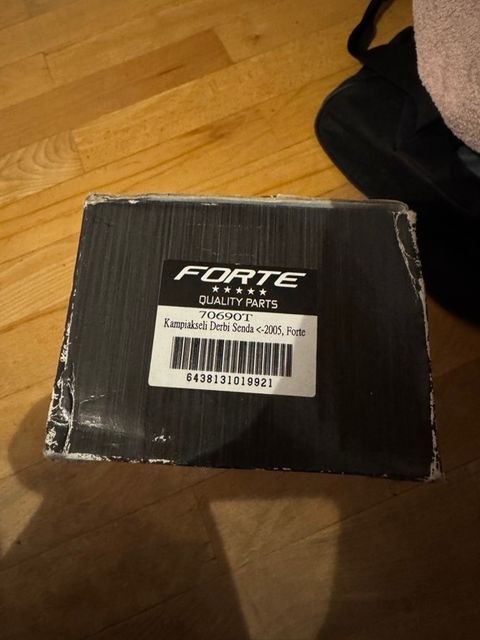 FORTE
★★★★★
QUALITY PARTS
70690T
Kampiakseli Derbi Senda <-2005, Forte
6438131019921